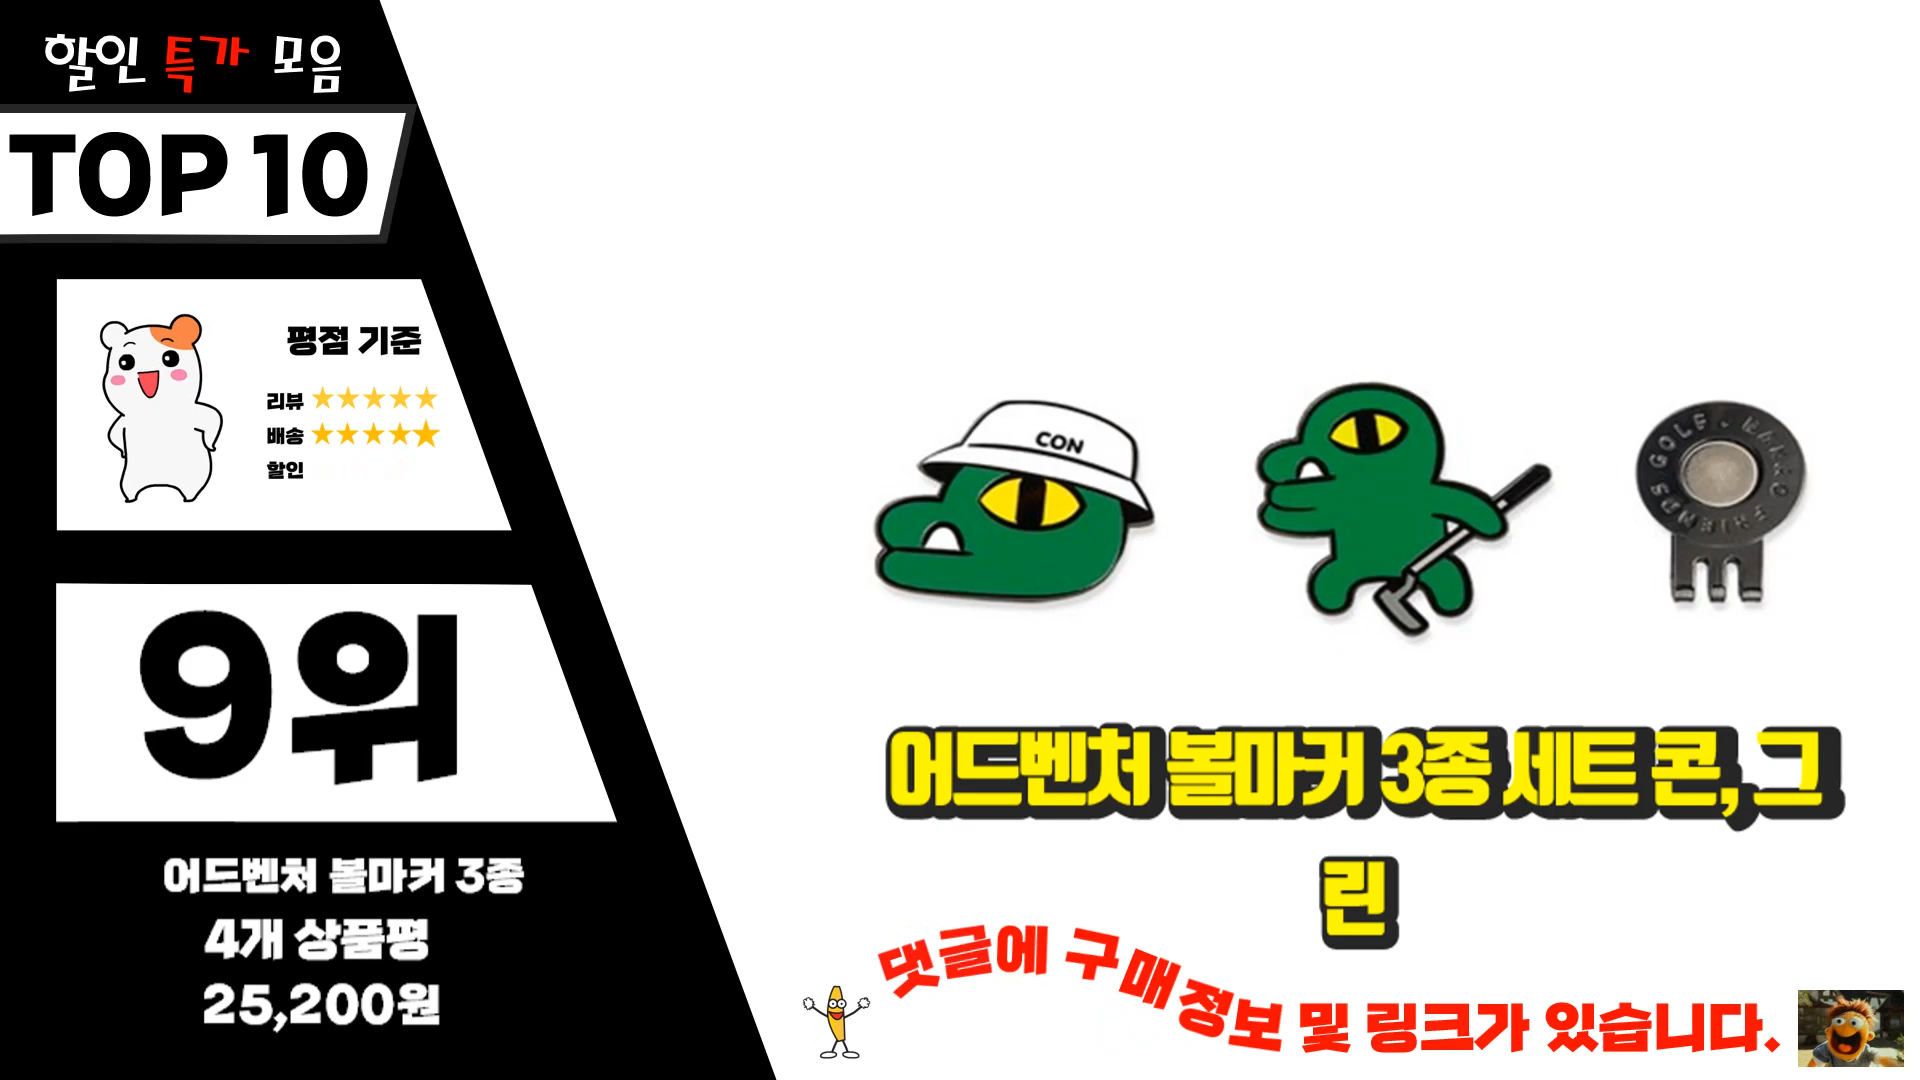 할인 특가 모음
TOP 10
평점 기준
리뷰 ★★★★★
배송 ★★★★★
할인
9위
어드벤처 볼마커 3종
4개 상품평
25,200원
CON
GOLF
FRIENDS
어드벤처 볼마커 3종 세트 콘, 그
린
댓글에 구매정보 및 링크가 있습니다.